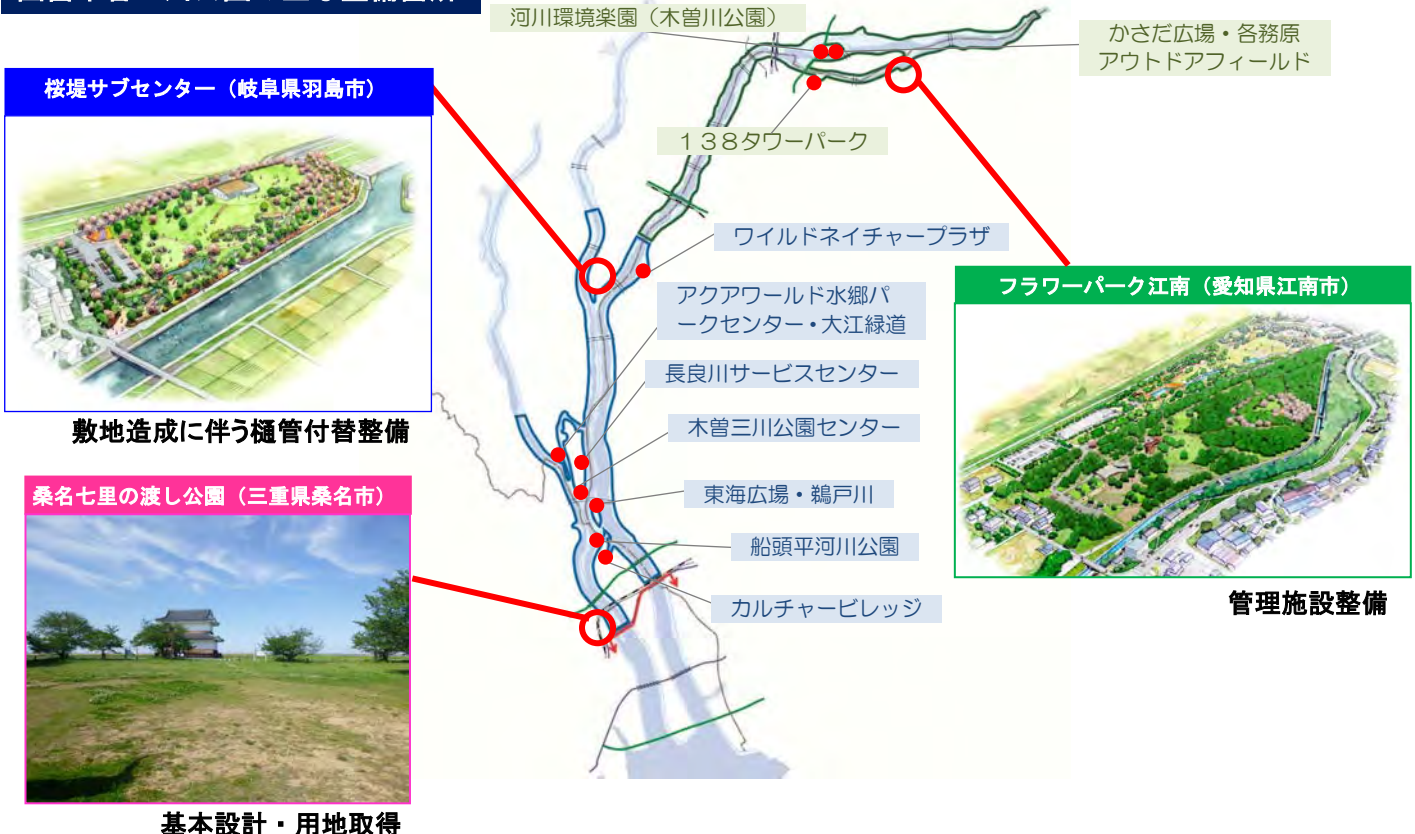 河川環境楽園（木曽川公園）
かさだ広場・各務原
アウトドアフィールド
桜堤サブセンター（岐阜県羽島市）
１３８タワーパーク
ワイルドネイチャープラザ
フラワーパーク江南（愛知県江南市）
アクアワールド水郷パ
ークセンター・大江緑道
長良川サービスセンター
敷地造成に伴う樋管付替整備
木曽三川公園センター
桑名七里の渡し公園（三重県桑名市）
東海広場・鵜戸川
船頭平河川公園
カルチャービレッジ
管理施設整備
基本設計・用地取得